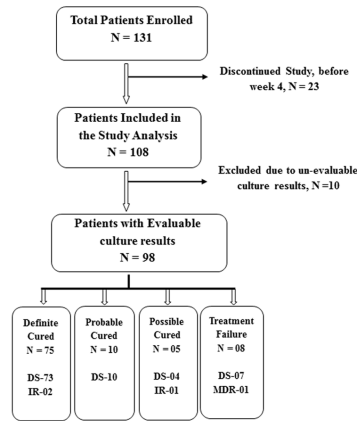 Total Patients Enrolled
N = 131
Discontinued Study, before
week 4, N = 23
Patients Included in
the Study Analysis
N = 108
Excluded due to un-evaluable
culture results, N =10
Patients with Evaluable
culture results
N = 98
Definite
Cured
N = 75
DS-73
IR-02
Probable
Cured
N = 10
DS-10
Possible
Cured
N = 05
DS-04
IR-01
Treatment
Failure
N = 08
DS-07
MDR-01